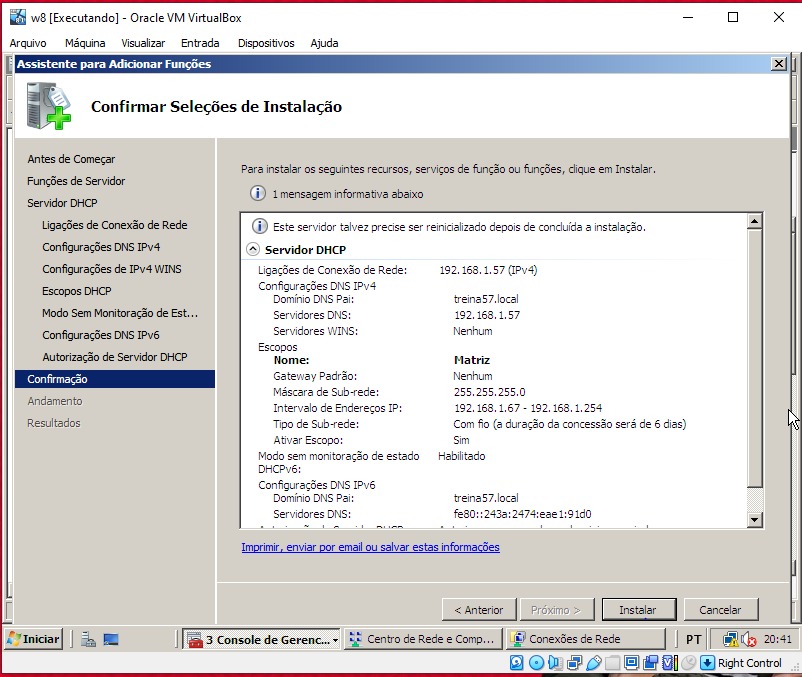 w8 [Executando] - Oracle VM VirtualBox
Arquivo Máquina Visualizar Entrada Dispositivos Ajuda
Assistente para Adicionar Funções
Confirmar Seleções de Instalação
Antes de Começar
Funções de Servidor
Servidor DHCP
Ligações de Conexão de Rede
Configurações DNS IPv4
Configurações de IPv4 WINS
Escopos DHCP
Modo Sem Monitoração de Est...
Configurações DNS IPv6
Autorização de Servidor DHCP
Confirmação
Andamento
Resultados
Para instalar os seguintes recursos, serviços de função ou funções, clique em Instalar.
1 mensagem informativa abaixo
Este servidor talvez precise ser reinicializado depois de concluída a instalação.
Servidor DHCP
Ligações de Conexão de Rede: 192.168.1.57 (IPv4)
Configurações DNS IPv4
Domínio DNS Pai: treina57.local
Servidores DNS: 192.168.1.57
Servidores WINS: Nenhum
Escopos
Nome: Matriz
Gateway Padrão: Nenhum
Máscara de Sub-rede: 255.255.255.0
Intervalo de Endereços IP: 192.168.1.67 - 192.168.1.254
Tipo de Sub-rede: Com fio (a duração da concessão será de 6 dias)
Ativar Escopo: Sim
Modo sem monitoração de estado Habilitado
DHCPv6:
Configurações DNS IPv6
Domínio DNS Pai: treina57.local
Servidores DNS: fe80::243a:2474:eae1:91d0
Imprimir, enviar por email ou salvar estas informações
< Anterior Próximo > Instalar Cancelar
Iniciar 3 Console de Gerenc... Centro de Rede e Comp... Conexões de Rede PT 20:41
Right Control